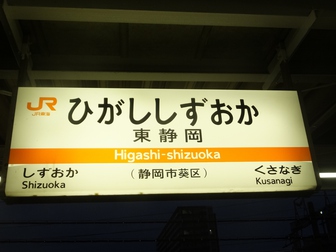 JR
JR東海
ひがししずおか
東静岡
Higashi-shizuoka
しずおか
Shizuoka
(静岡市葵区)
くさなぎ
Kusanagi